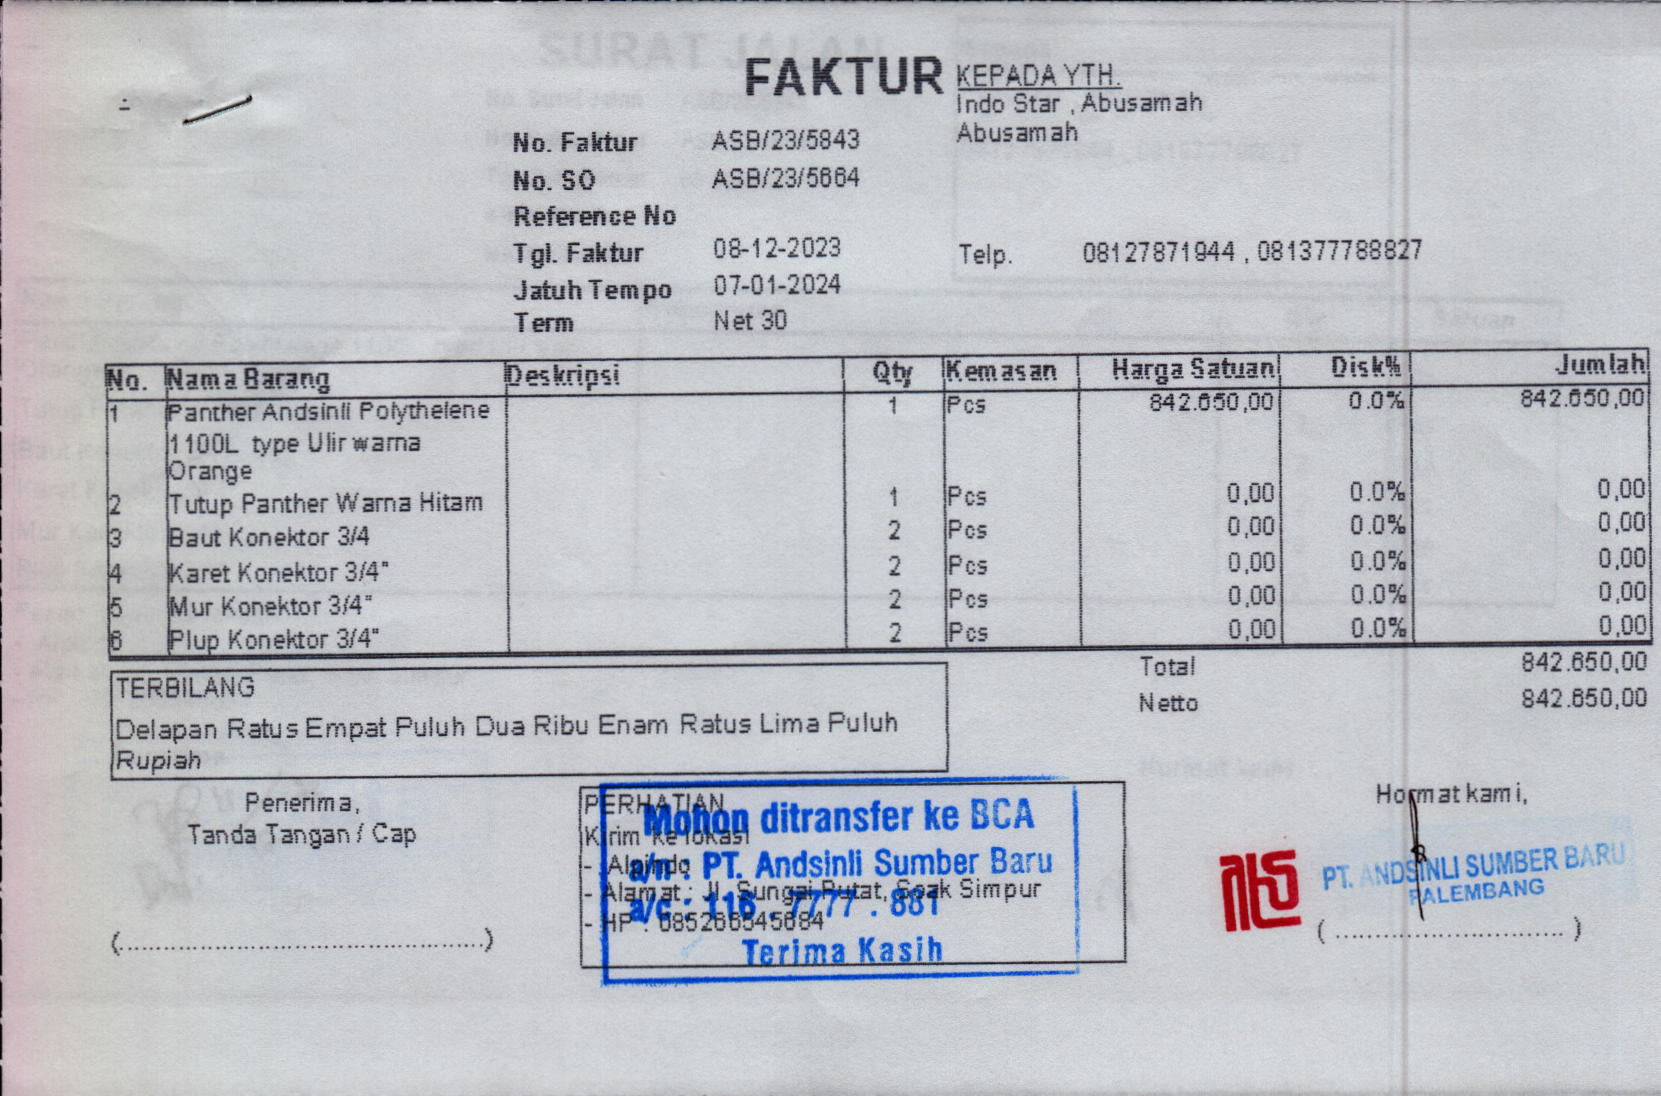 FAKTUR
KEPADA YTH.
Indo Star , Abusamah
Abusamah
No. Faktur ASB/23/5843
No. SO ASB/23/5664
Reference No
Tgl. Faktur 08-12-2023
Telp. 08127871944 , 081377788827
Jatuh Tempo 07-01-2024
Term Net 30
No. Nama Barang Deskripsi Qty Kemasan Harga Satuan Disk% Jumlah
1 Panther Andsinli Polythelene 1 Pcs 842.650,00 0.0% 842.650,00
1100L type Ulir warna
Orange
2 Tutup Panther Warna Hitam 1 Pcs 0,00 0.0% 0,00
3 Baut Konektor 3/4 2 Pcs 0,00 0.0% 0,00
4 Karet Konektor 3/4" 2 Pcs 0,00 0.0% 0,00
5 Mur Konektor 3/4" 2 Pcs 0,00 0.0% 0,00
6 Plup Konektor 3/4" 2 Pcs 0,00 0.0% 0,00
Total 842.650,00
Netto 842.650,00
TERBILANG
Delapan Ratus Empat Puluh Dua Ribu Enam Ratus Lima Puluh
Rupiah
Penerima,
Tanda Tangan / Cap
(...........................................)
PERHATIAN
Kirim ke lokasi
- Alpindo
- Alamat : Jl. Sungai Putat, Soak Simpur
- HP :
Mohon ditransfer ke BCA
a/n : PT. Andsinli Sumber Baru
a/c : 116 . 7777 . 881
Terima Kasih
Hormat kami,
PT. ANDSINLI SUMBER BARU
PALEMBANG
( ........................... )
SURAT JALAN